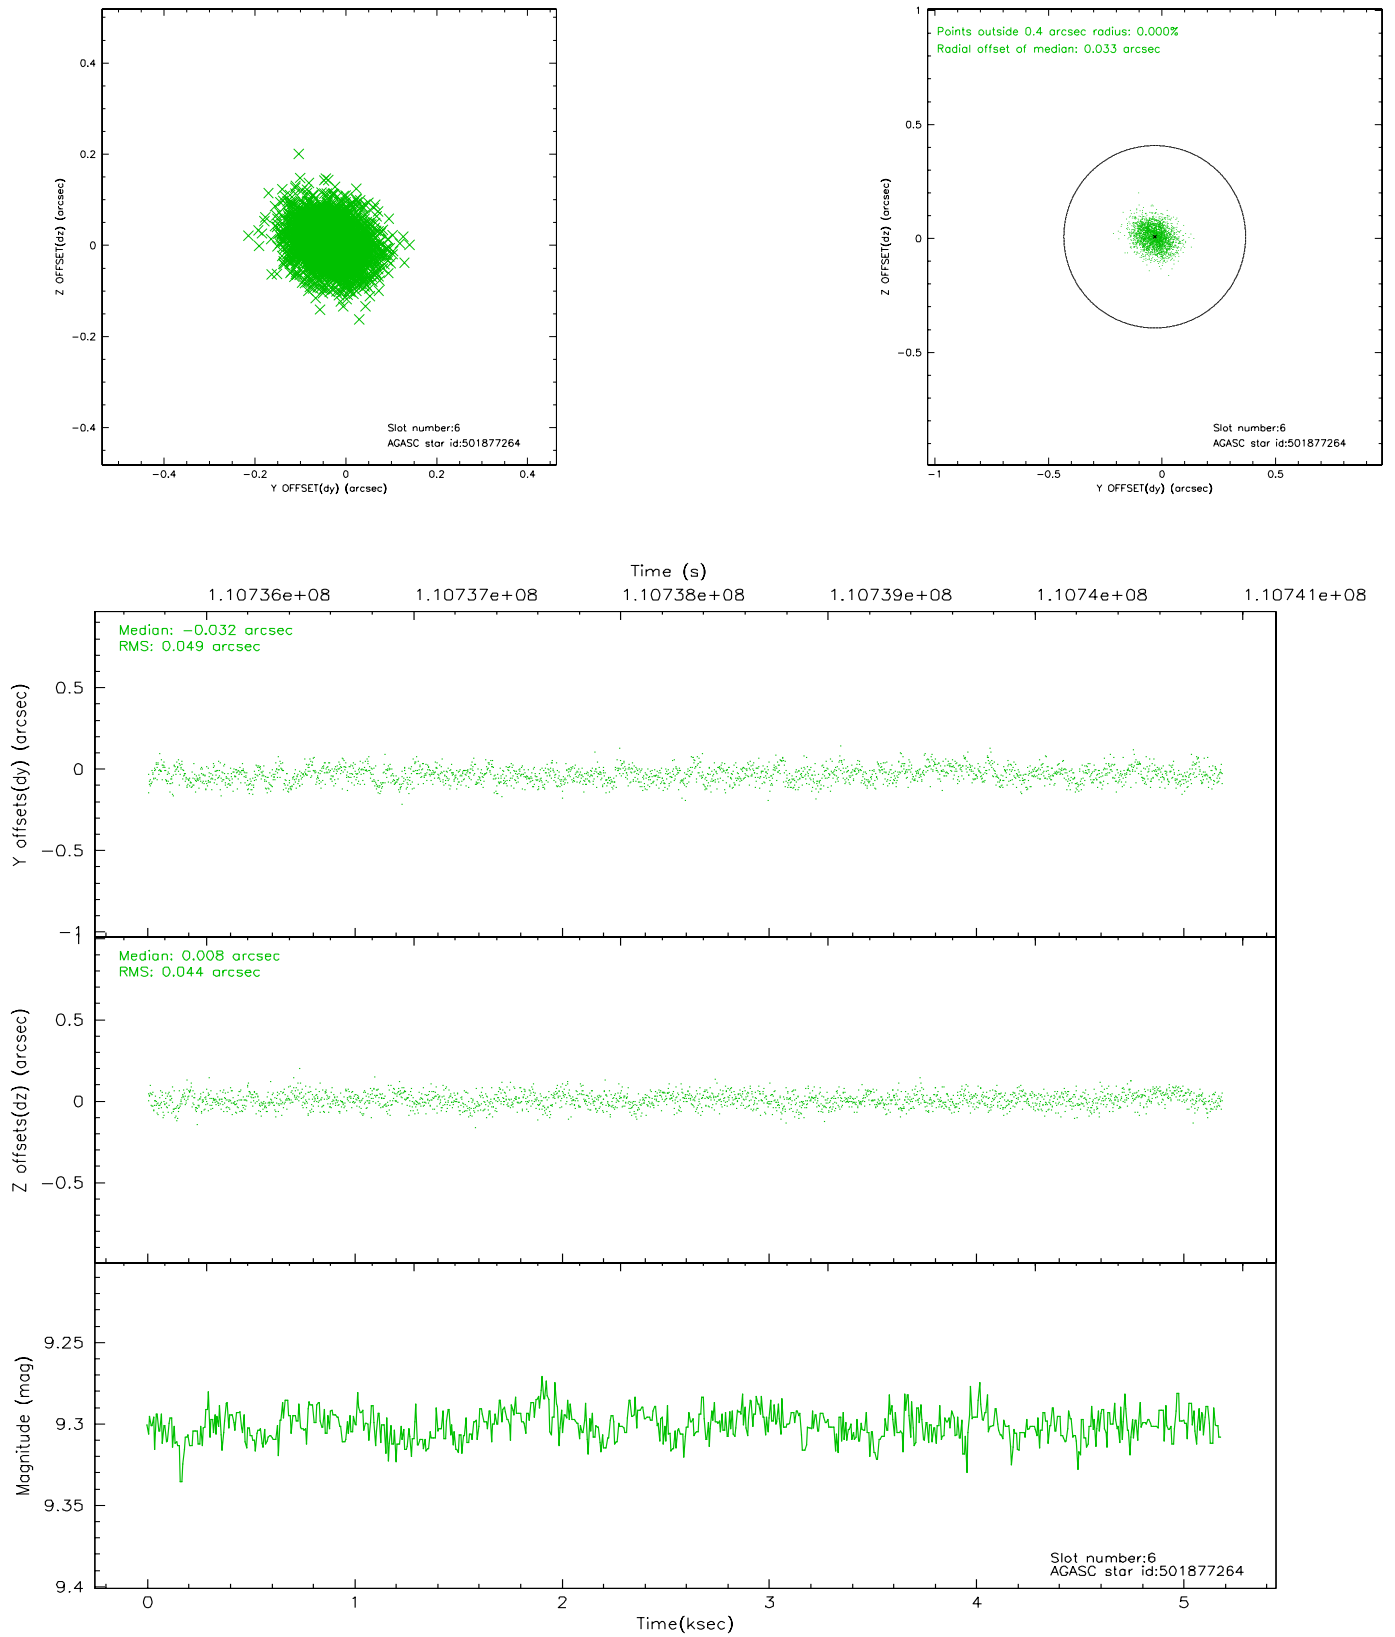 0.4
0.2
0
−0.2
−0.4
−0.4
−0.2
0
0.2
0.4
Z OFFSET(dz) (arcsec)
Y OFFSET(dy) (arcsec)
Slot number:6
AGASC star id:501877264
Points outside 0.4 arcsec radius: 0.000%
Radial offset of median: 0.033 arcsec
1
0.5
0
−0.5
−1
−0.5
0
0.5
Z OFFSET(dz) (arcsec)
Y OFFSET(dy) (arcsec)
Slot number:6
AGASC star id:501877264
Time (s)
1.10736e+08 1.10737e+08 1.10738e+08 1.10739e+08 1.1074e+08 1.10741e+08
Median: −0.032 arcsec
RMS: 0.049 arcsec
0.5
0
−0.5
−1
Y offsets(dy) (arcsec)
Median: 0.008 arcsec
RMS: 0.044 arcsec
1
0.5
0
−0.5
Z offsets(dz) (arcsec)
9.25
9.3
9.35
9.4
Magnitude (mag)
Slot number:6
AGASC star id:501877264
0 1 2 3 4 5
Time(ksec)